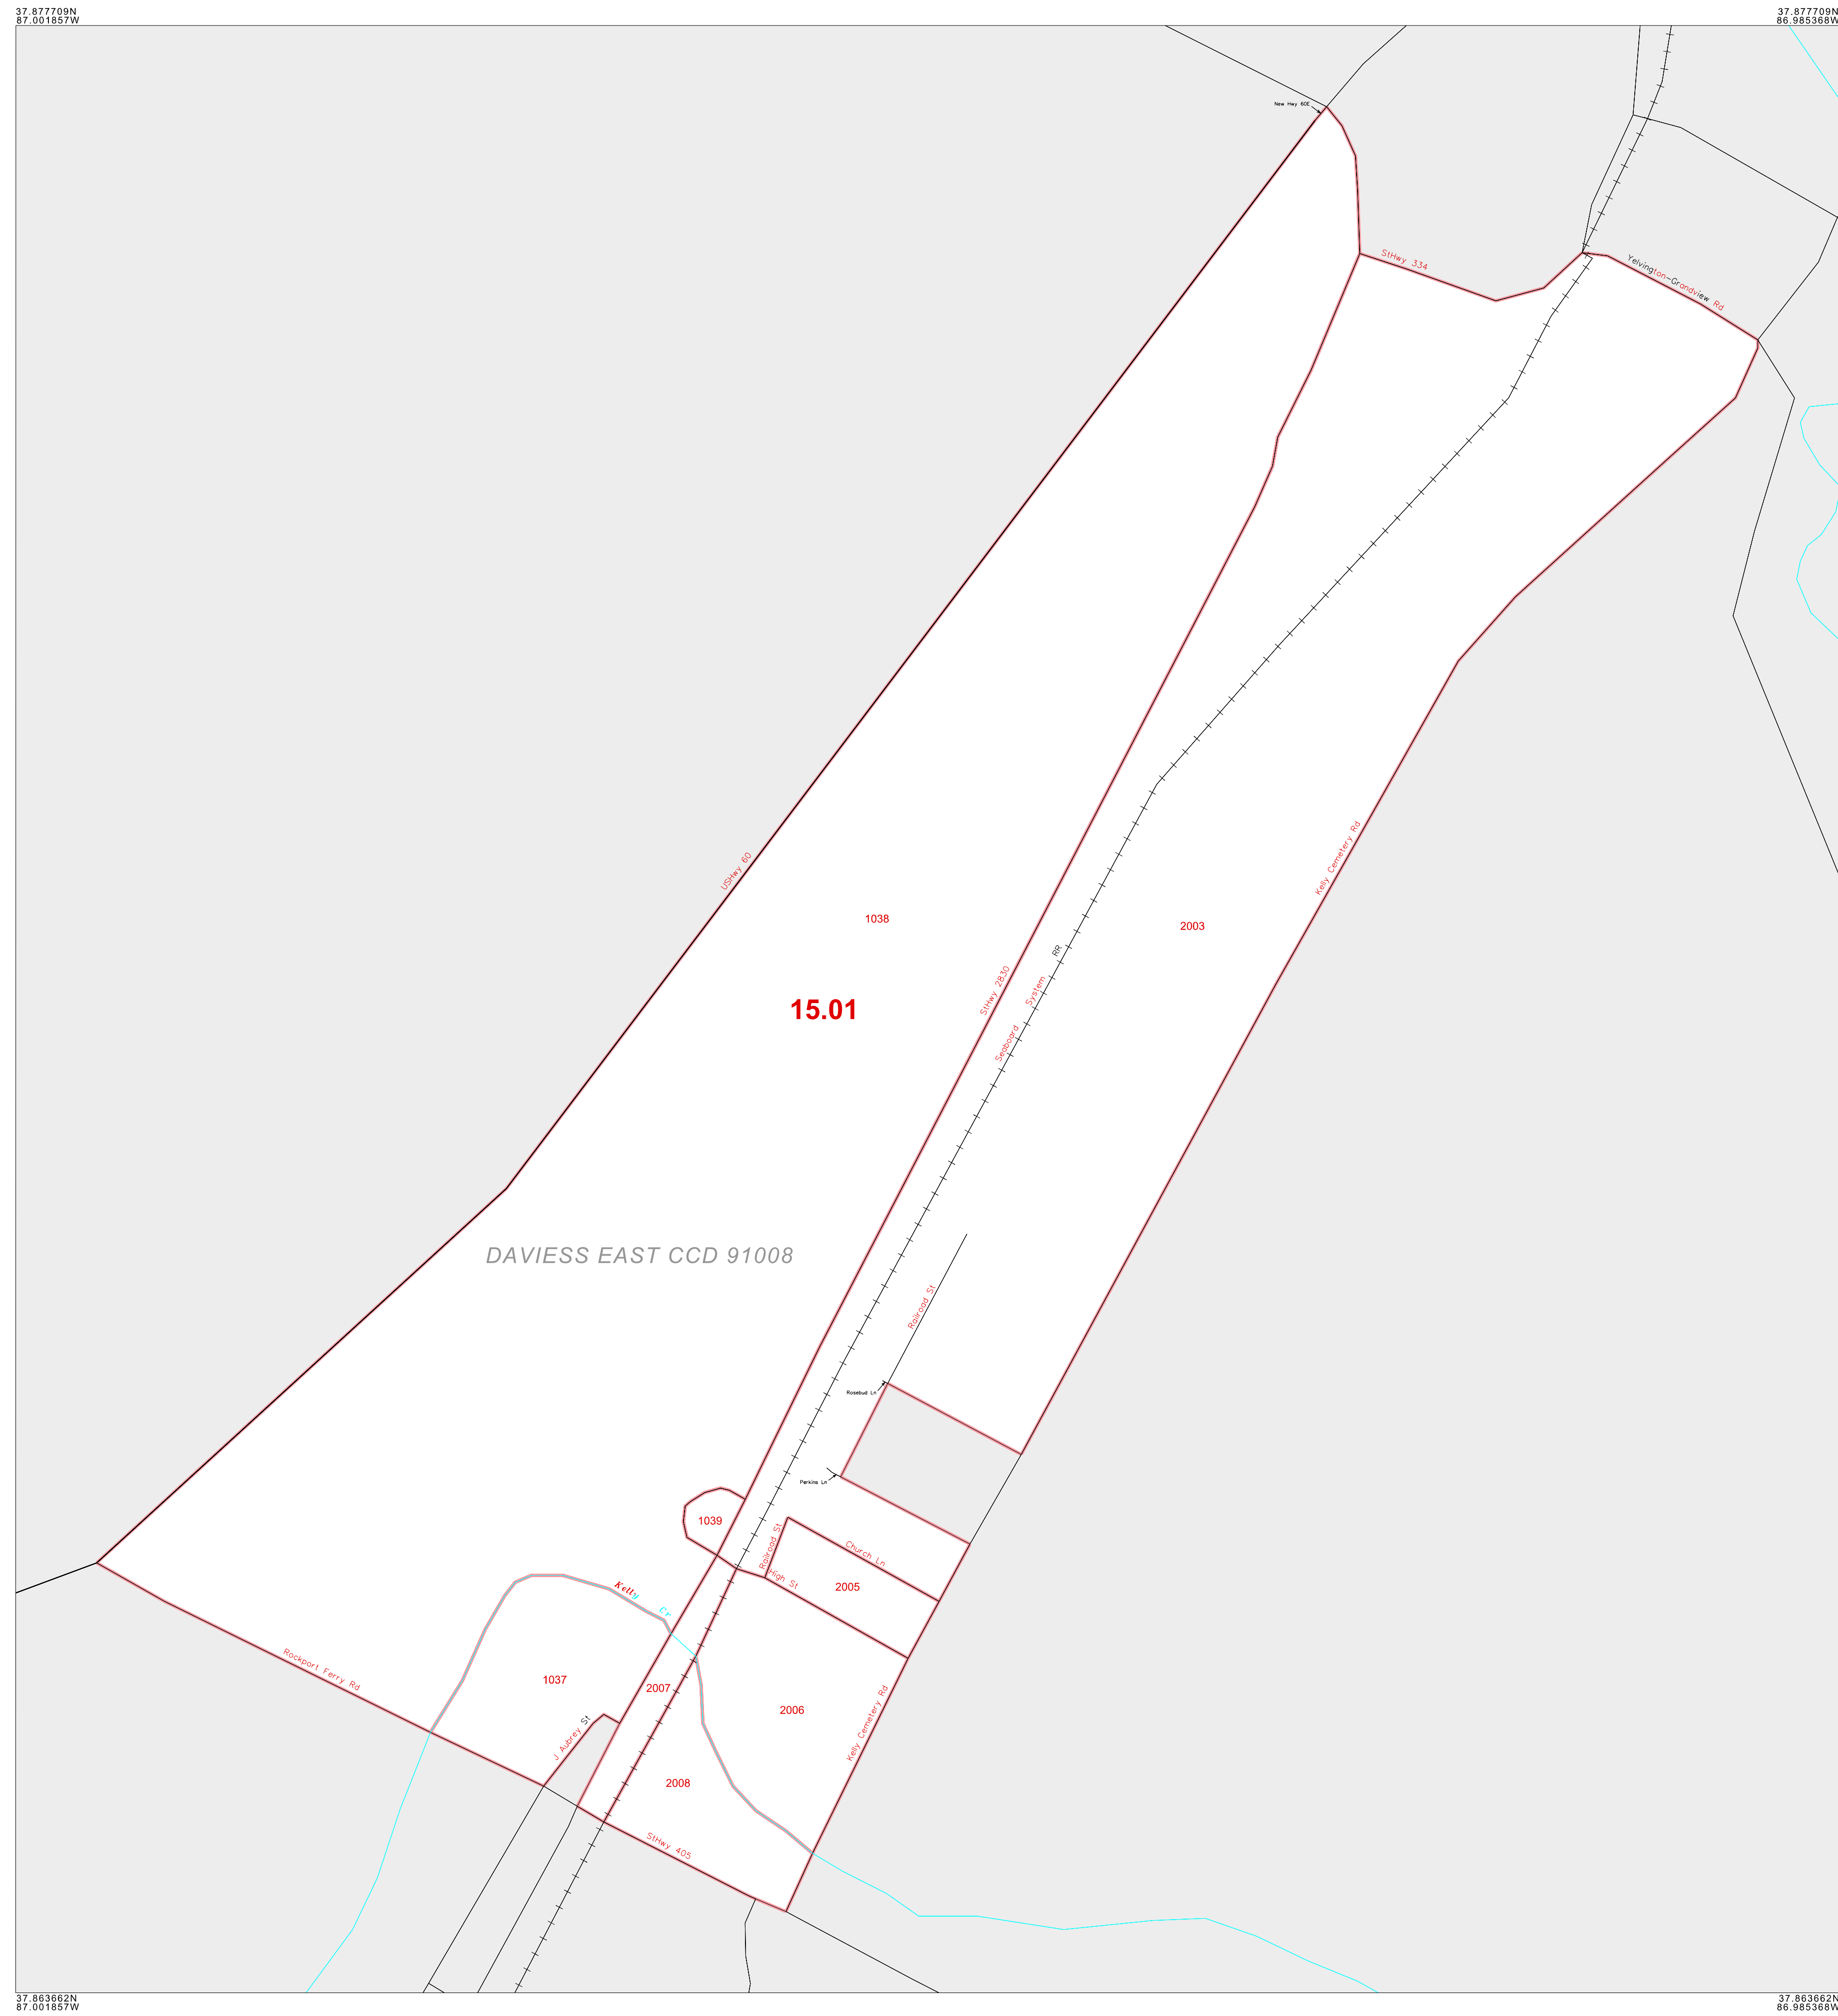 37.877709N
87.001857W
37.877709N
86.985368W
New Hwy 60E
StHwy 334
Yelvington-Grandview Rd
USHwy 60
Kelly Cemetery Rd
1038
2003
RR
StHwy 2830
System
15.01
Seaboard
DAVIESS EAST CCD 91008
Railroad St
Rosebud Ln
Perkins Ln
1039
Railroad St
Church Ln
High St
2005
Kelly Cr
Rockport Ferry Rd
1037
2007
2006
J Aubrey St
Kelly Cemetery Rd
2008
StHwy 405
37.863662N
87.001857W
37.863662N
86.985368W